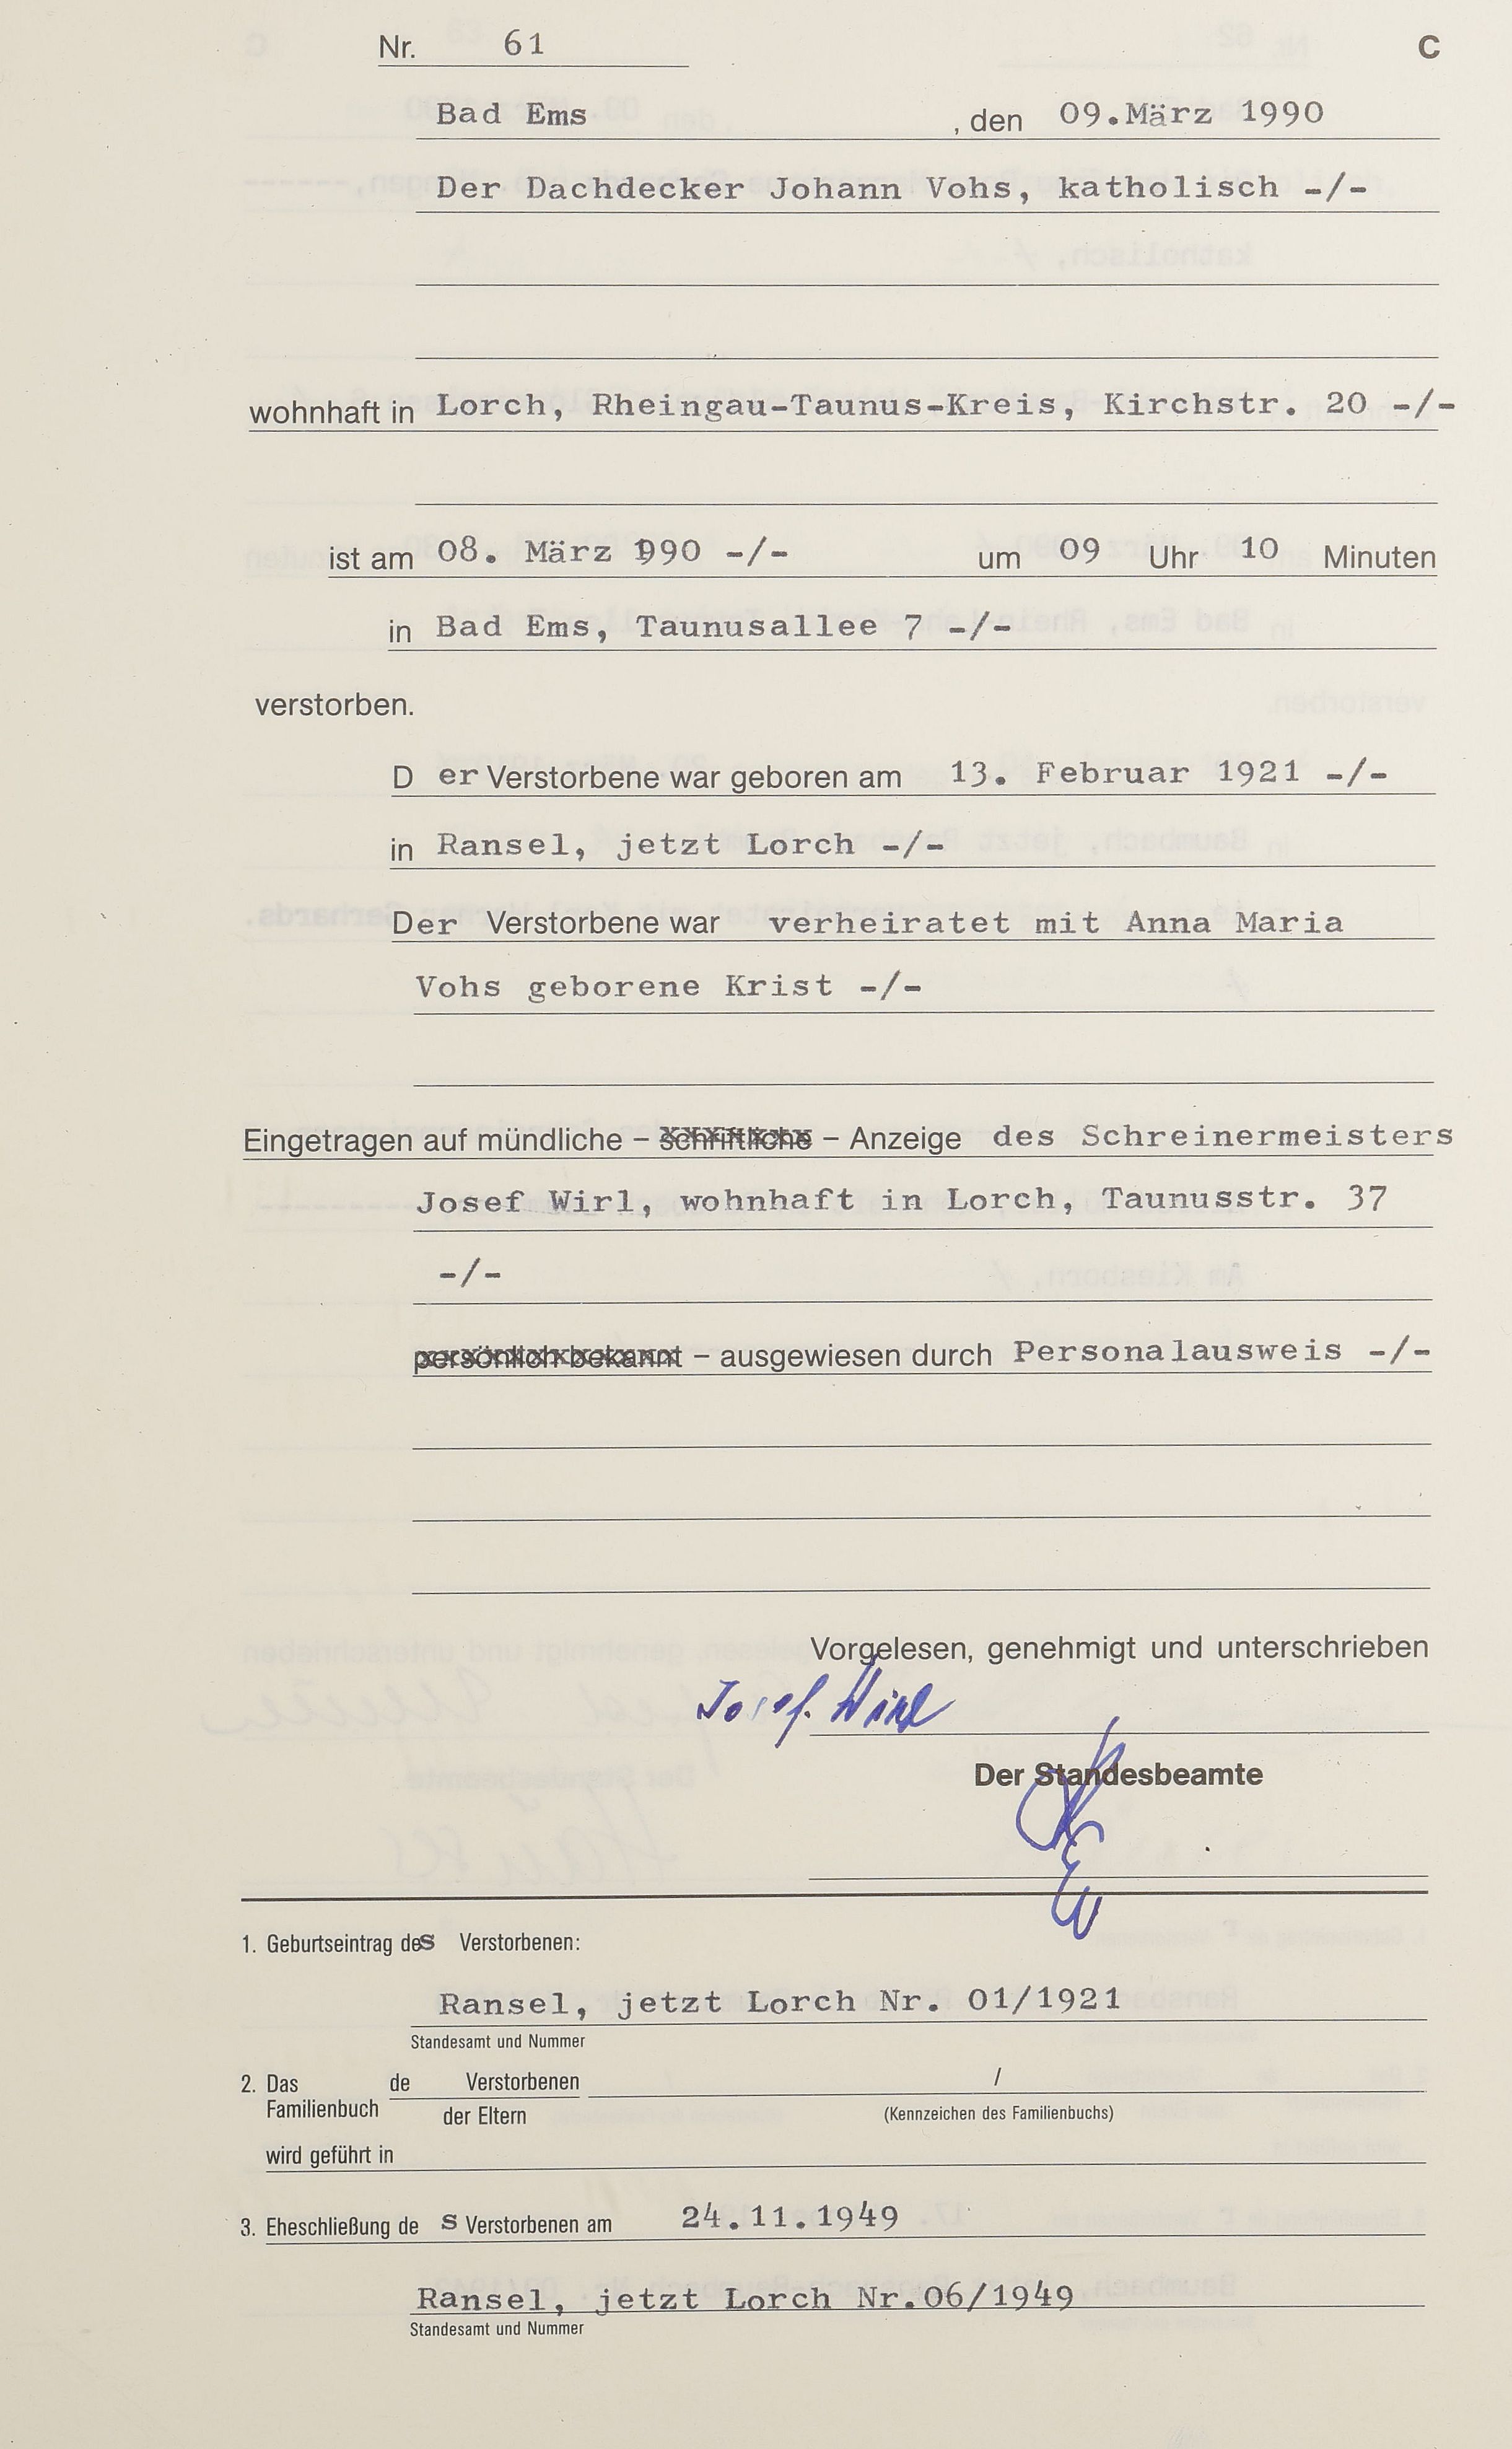 Nr. 61 C
Bad Ems , den 09.März 1990
Der Dachdecker Johann Vohs, katholisch -/-
wohnhaft in Lorch, Rheingau-Taunus-Kreis, Kirchstr. 20 -/-
ist am 08. März 1990 -/- um 09 Uhr 10 Minuten
in Bad Ems, Taunusallee 7 -/-
verstorben.
D er Verstorbene war geboren am 13. Februar 1921 -/-
in Ransel, jetzt Lorch -/-
Der Verstorbene war verheiratet mit Anna Maria
Vohs geborene Krist -/-
Eingetragen auf mündliche – schriftliche – Anzeige des Schreinermeisters
Josef Wirl, wohnhaft in Lorch, Taunusstr. 37
-/-
persönlich bekannt – ausgewiesen durch Personalausweis -/-
Vorgelesen, genehmigt und unterschrieben
Josef Wirl
Der Standesbeamte
1. Geburtseintrag des Verstorbenen:
Ransel, jetzt Lorch Nr. 01/1921
Standesamt und Nummer
2. Das de Verstorbenen /
Familienbuch der Eltern (Kennzeichen des Familienbuchs)
wird geführt in
3. Eheschließung de s Verstorbenen am 24.11.1949
Ransel, jetzt Lorch Nr.06/1949
Standesamt und Nummer